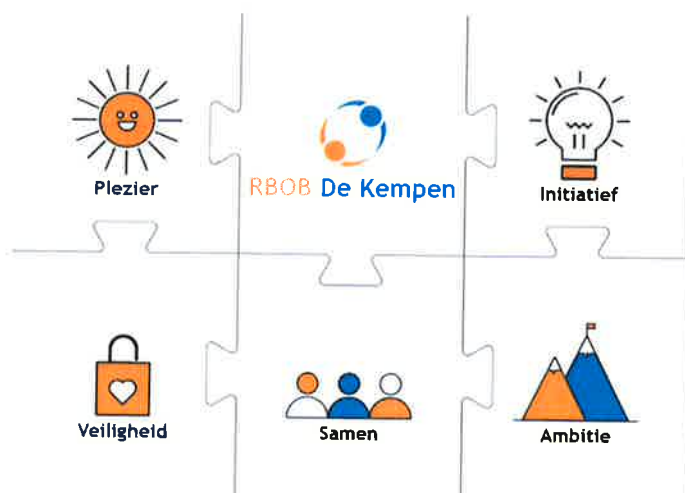 Plezier
RBOB De Kempen
Initiatief
Veiligheid
Samen
Ambitie